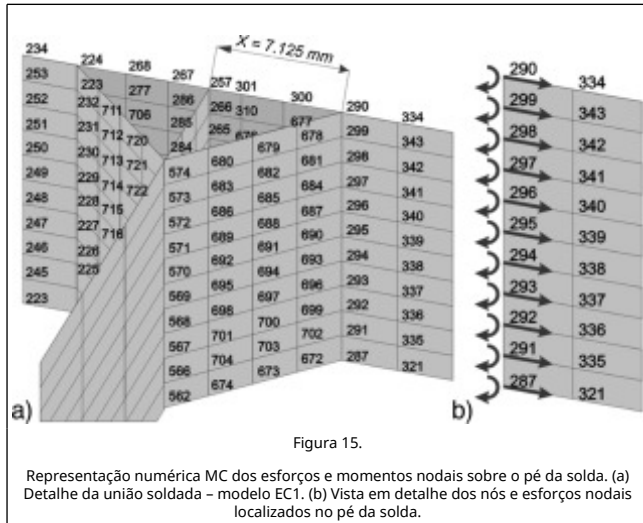 X = 7.125 mm
234 224 268 267 257 301 300 290 334
253 223 277 286 266 310 677 299 343
252 232 711 706 285 265 678 298 342
251 231 712 720 284 679 297 341
250 230 713 721 574 680 682 681 296 340
249 229 714 722 573 683 685 684 295 339
248 228 715 572 686 688 687 294 338
247 227 716 571 689 691 690 293 337
246 226 570 692 694 693 292 336
245 225 569 695 697 696 291 335
223 568 698 700 699 287 321
567 701 703 702
566 704 673 672
562 674
a)
290 334
299 343
298 342
297 341
296 340
295 339
294 338
293 337
292 336
291 335
287 321
b)
Figura 15.
Representação numérica MC dos esforços e momentos nodais sobre o pé da solda. (a)
Detalhe da união soldada – modelo EC1. (b) Vista em detalhe dos nós e esforços nodais
localizados no pé da solda.